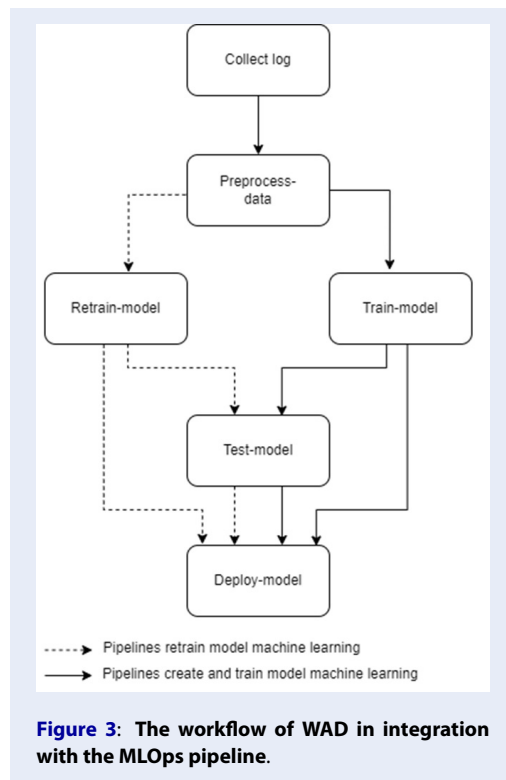 Collect log
Preprocess-
data
Retrain-model
Train-model
Test-model
Deploy-model
Pipelines retrain model machine learning
Pipelines create and train model machine learning
Figure 3: The workflow of WAD in integration
with the MLOps pipeline.